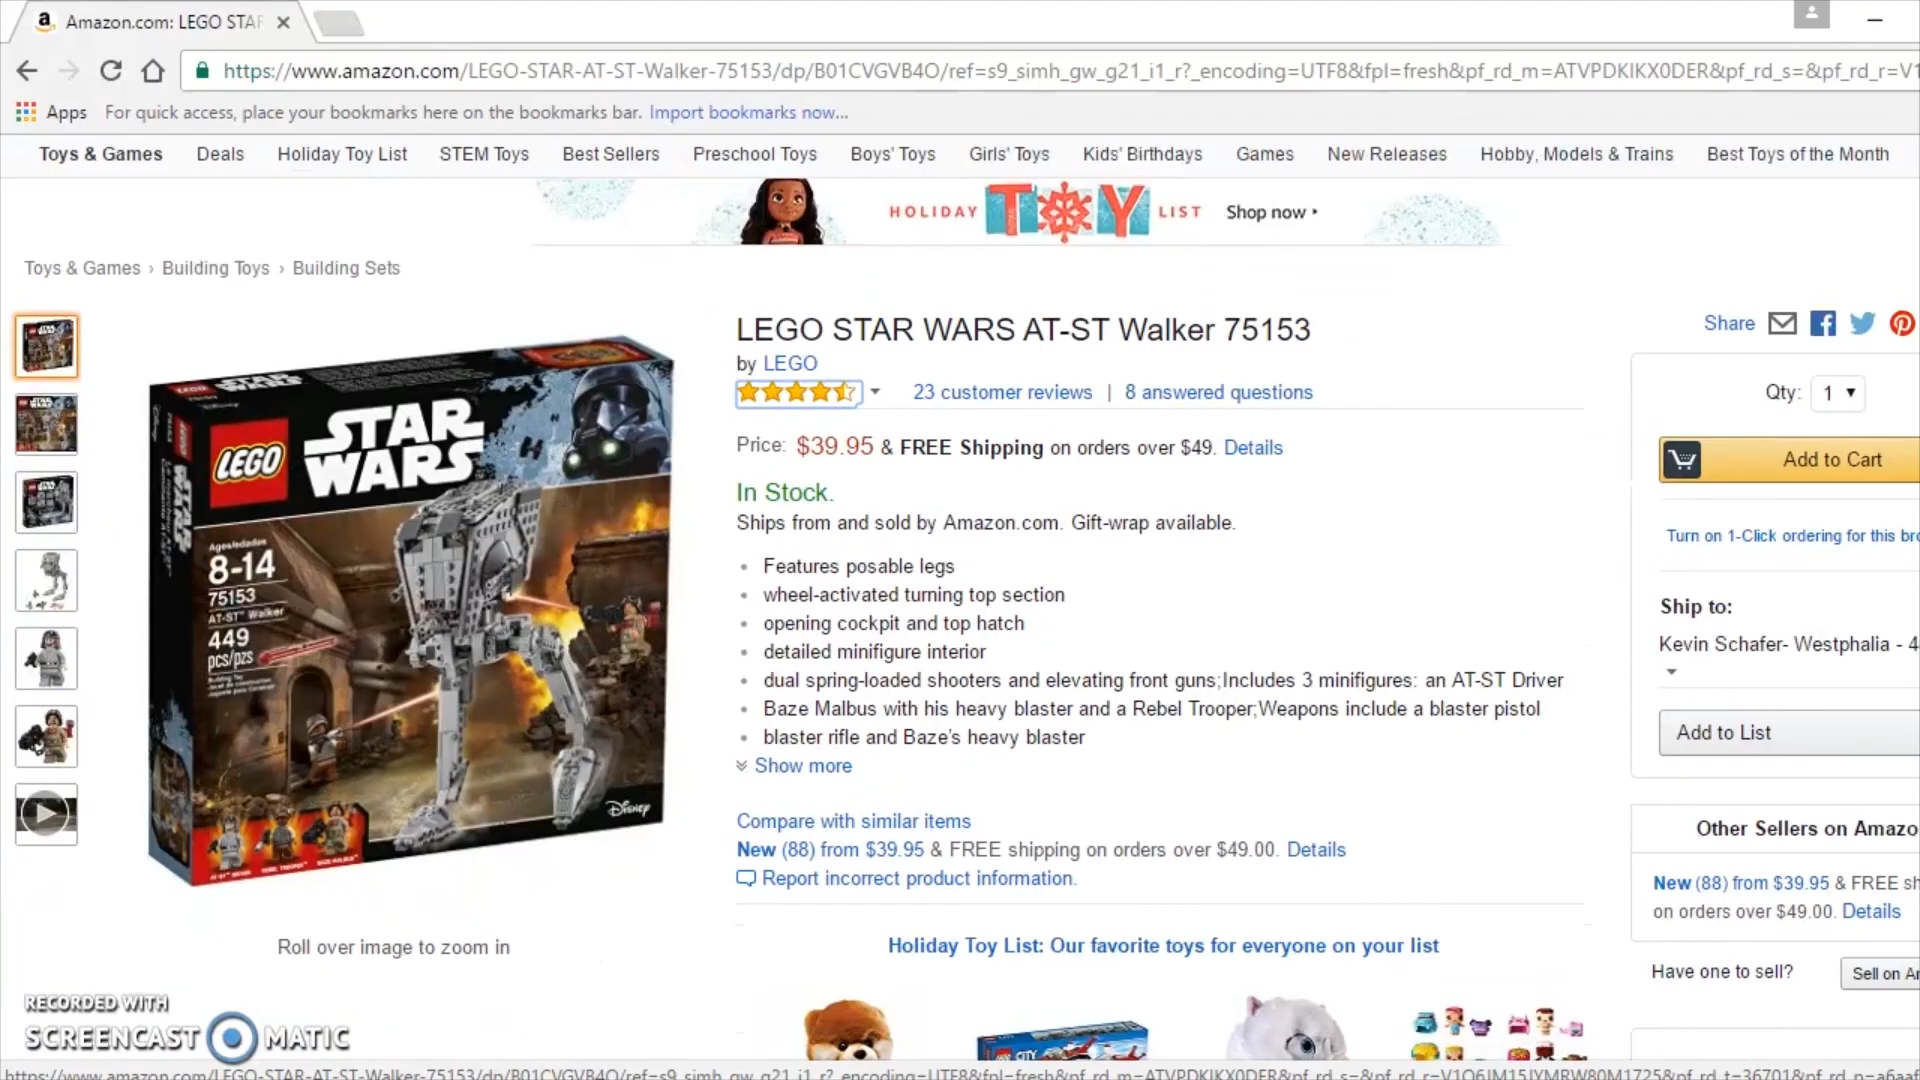 Amazon.com: LEGO STAR
https://www.amazon.com/LEGO-STAR-AT-ST-Walker-75153/dp/B01CVGVB4O/ref=s9_simh_gw_g21_i1_r?_encoding=UTF8&fpl=fresh&pf_rd_m=ATVPDKIKX0DER&pf_rd_s=&pf_rd_r=V1
Apps For quick access, place your bookmarks here on the bookmarks bar. Import bookmarks now...
Toys & Games Deals Holiday Toy List STEM Toys Best Sellers Preschool Toys Boys' Toys Girls' Toys Kids' Birthdays Games New Releases Hobby, Models & Trains Best Toys of the Month
HOLIDAY TOY LIST Shop now ›
Toys & Games › Building Toys › Building Sets
LEGO STAR WARS AT-ST Walker 75153
by LEGO
23 customer reviews | 8 answered questions
Price: $39.95 & FREE Shipping on orders over $49. Details
In Stock.
Ships from and sold by Amazon.com. Gift-wrap available.
• Features posable legs
• wheel-activated turning top section
• opening cockpit and top hatch
• detailed minifigure interior
• dual spring-loaded shooters and elevating front guns;Includes 3 minifigures: an AT-ST Driver
• Baze Malbus with his heavy blaster and a Rebel Trooper;Weapons include a blaster pistol
• blaster rifle and Baze's heavy blaster
Show more
Compare with similar items
New (88) from $39.95 & FREE shipping on orders over $49.00. Details
Report incorrect product information.
Holiday Toy List: Our favorite toys for everyone on your list
LEGO
STAR
WARS
Ages/edades
8-14
75153
AT-ST™ Walker
449
pcs/pzs
Disney
Roll over image to zoom in
Share
Qty: 1
Add to Cart
Turn on 1-Click ordering for this bro
Ship to:
Kevin Schafer- Westphalia - 4
Add to List
Other Sellers on Amazo
New (88) from $39.95 & FREE sh
on orders over $49.00. Details
Have one to sell? Sell on A
CITY
RECORDED WITH
SCREENCAST MATIC